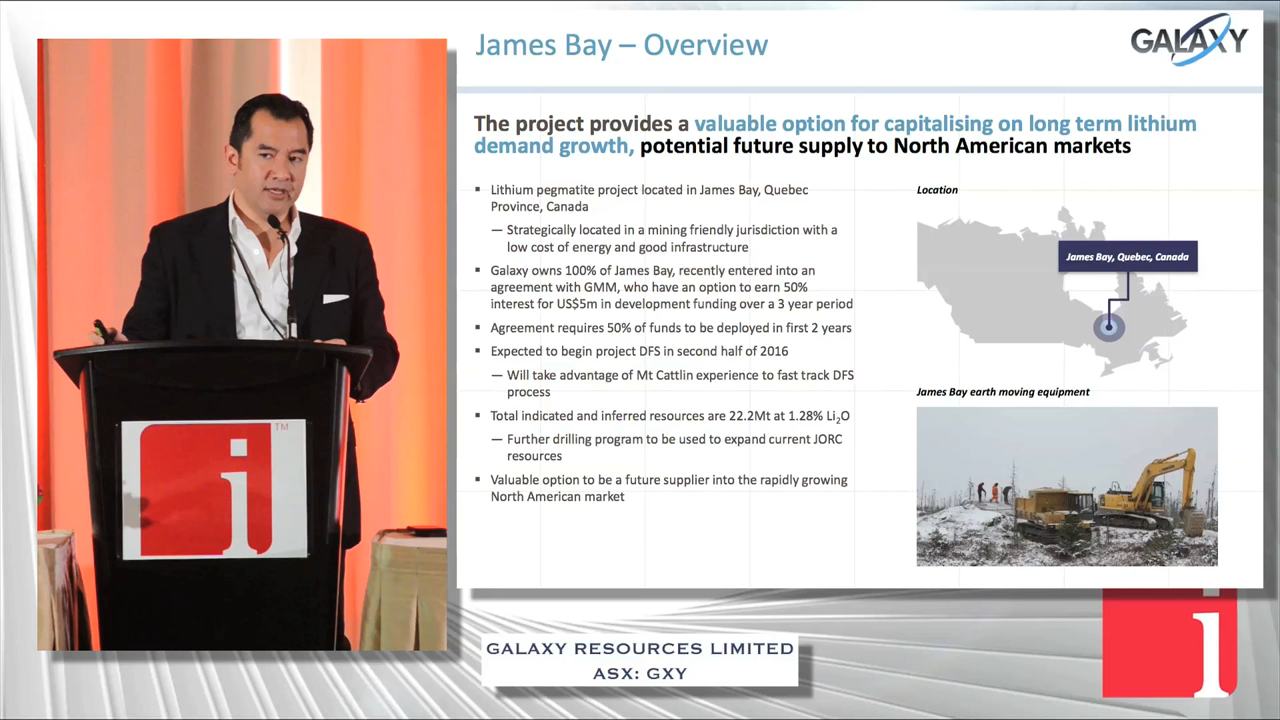 James Bay – Overview
GALAXY
The project provides a valuable option for capitalising on long term lithium
demand growth, potential future supply to North American markets
▪ Lithium pegmatite project located in James Bay, Quebec
Province, Canada
— Strategically located in a mining friendly jurisdiction with a
low cost of energy and good infrastructure
▪ Galaxy owns 100% of James Bay, recently entered into an
agreement with GMM, who have an option to earn 50%
interest for US$5m in development funding over a 3 year period
▪ Agreement requires 50% of funds to be deployed in first 2 years
▪ Expected to begin project DFS in second half of 2016
— Will take advantage of Mt Cattlin experience to fast track DFS
process
▪ Total indicated and inferred resources are 22.2Mt at 1.28% Li₂O
— Further drilling program to be used to expand current JORC
resources
▪ Valuable option to be a future supplier into the rapidly growing
North American market
Location
James Bay, Quebec, Canada
James Bay earth moving equipment
i
TM
GALAXY RESOURCES LIMITED
ASX: GXY
i